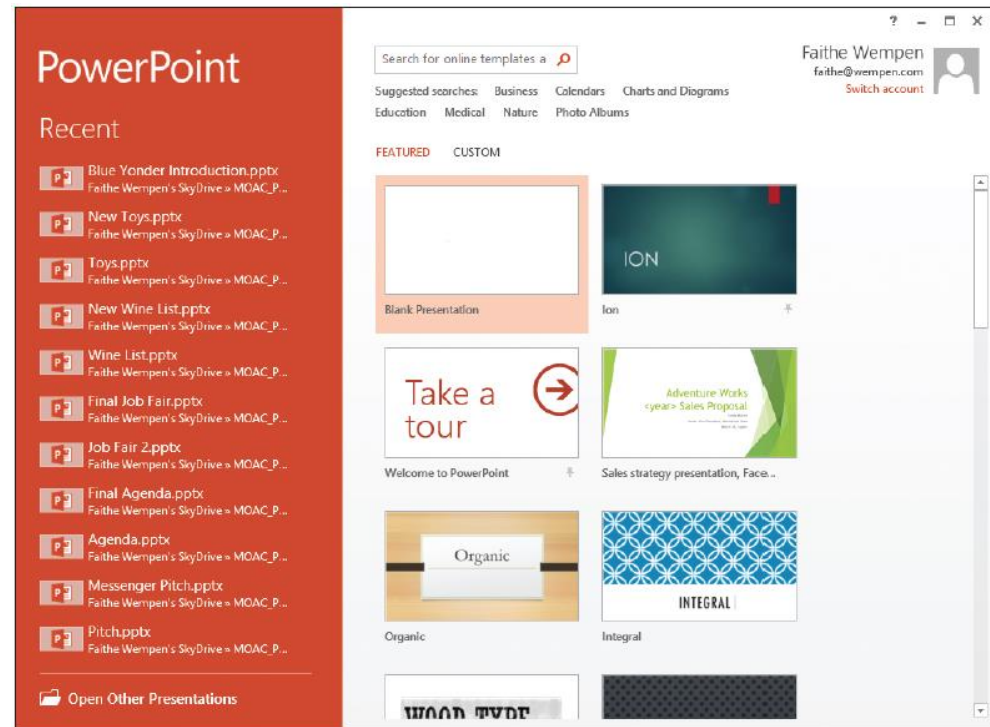 PowerPoint
Recent
Blue Yonder Introduction.pptx
Faithe Wempen's SkyDrive » MOAC_P...
New Toys.pptx
Faithe Wempen's SkyDrive » MOAC_P...
Toys.pptx
Faithe Wempen's SkyDrive » MOAC_P...
New Wine List.pptx
Faithe Wempen's SkyDrive » MOAC_P...
Wine List.pptx
Faithe Wempen's SkyDrive » MOAC_P...
Final Job Fair.pptx
Faithe Wempen's SkyDrive » MOAC_P...
Job Fair 2.pptx
Faithe Wempen's SkyDrive » MOAC_P...
Final Agenda.pptx
Faithe Wempen's SkyDrive » MOAC_P...
Agenda.pptx
Faithe Wempen's SkyDrive » MOAC_P...
Messenger Pitch.pptx
Faithe Wempen's SkyDrive » MOAC_P...
Pitch.pptx
Faithe Wempen's SkyDrive » MOAC_P...
Open Other Presentations
Search for online templates a
Faithe Wempen
faithe@wempen.com
Switch account
Suggested searches: Business Calendars Charts and Diagrams
Education Medical Nature Photo Albums
FEATURED CUSTOM
Blank Presentation
ION
Ion
Take a
tour
Welcome to PowerPoint
Adventure Works
<year> Sales Proposal
Sales strategy presentation, Face...
Organic
Organic
INTEGRAL
Integral
WOOD TYPE